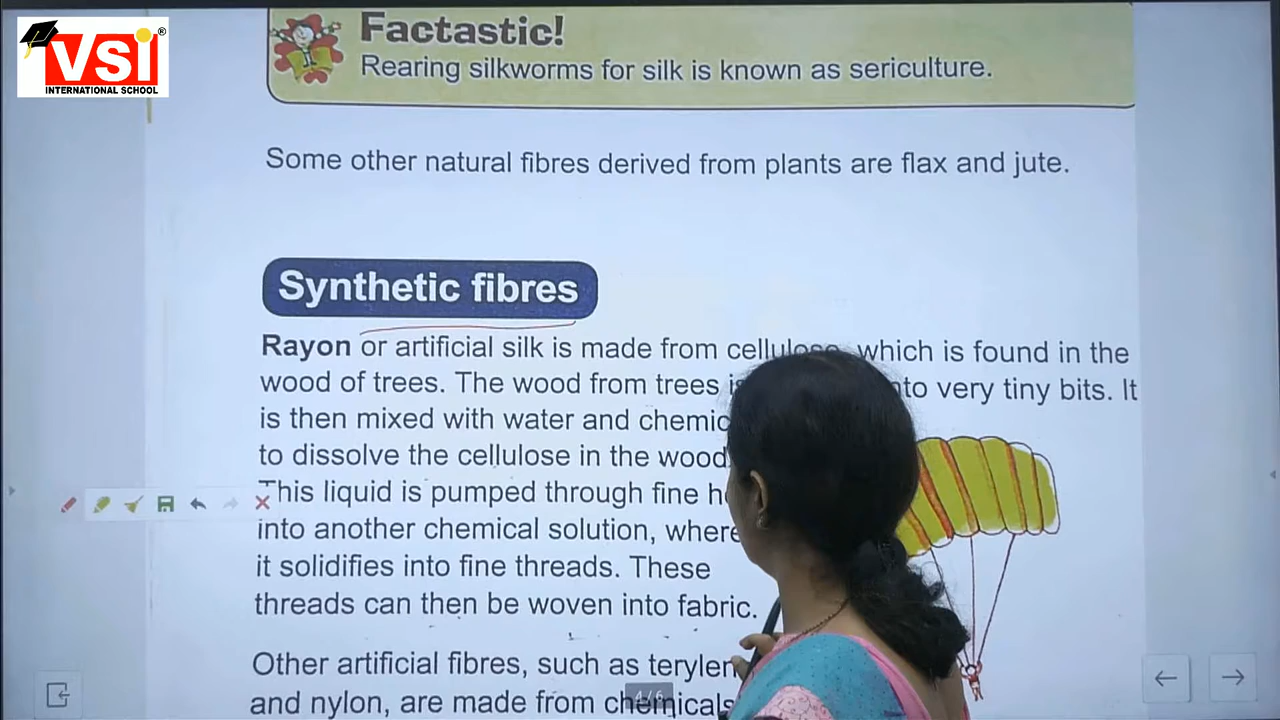 VSI
INTERNATIONAL SCHOOL
Factastic!
Rearing silkworms for silk is known as sericulture.
Some other natural fibres derived from plants are flax and jute.
Synthetic fibres
Rayon or artificial silk is made from cellulose, which is found in the
wood of trees. The wood from trees is into very tiny bits. It
is then mixed with water and
to dissolve the cellulose in the wood
This liquid is pumped through fine
into another chemical solution, where
it solidifies into fine threads. These
threads can then be woven into fabric.
Other artificial fibres, such as
and nylon, are made from chemicals
4/6